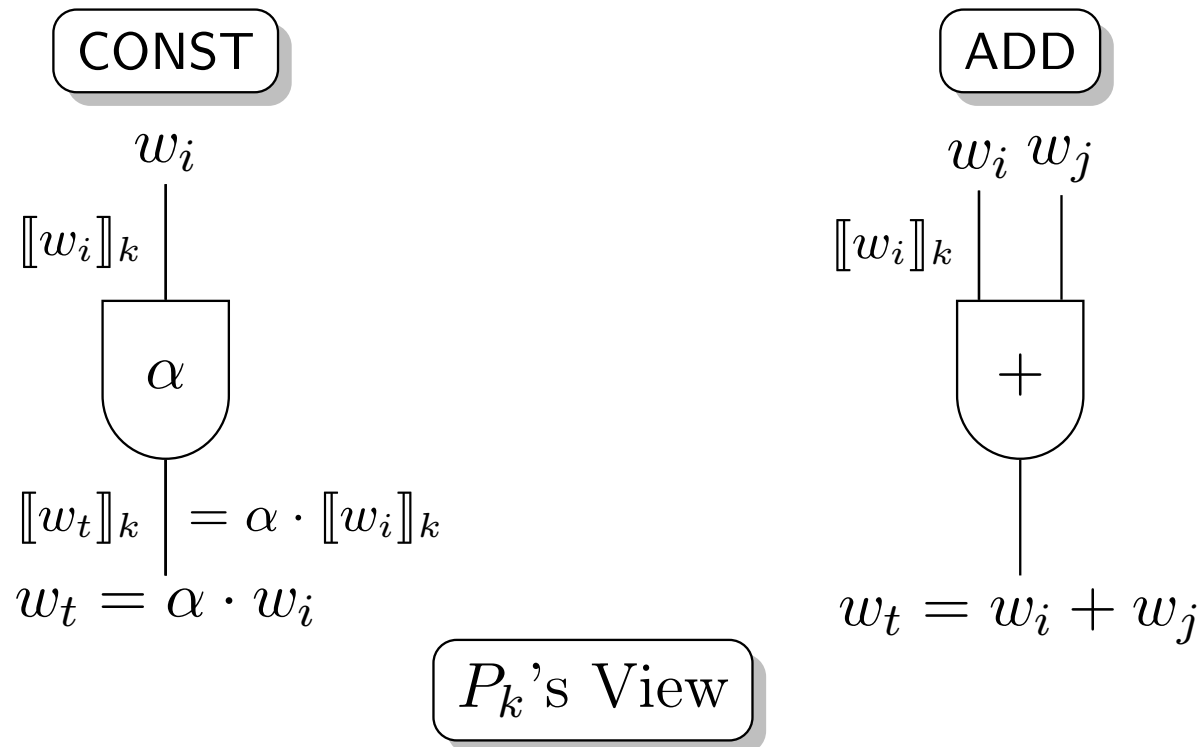 CONST
w_i
⟦w_i⟧_k
α
⟦w_t⟧_k = α · ⟦w_i⟧_k
w_t = α · w_i
ADD
w_i w_j
⟦w_i⟧_k
+
w_t = w_i + w_j
P_k's View